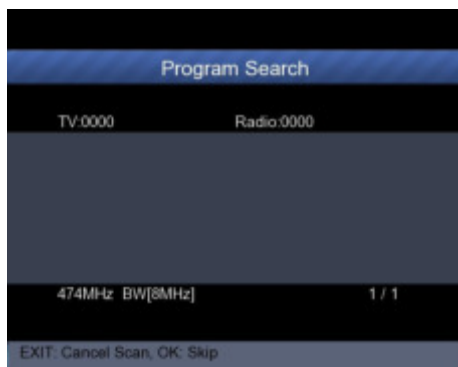 Program Search
TV:0000 Radio:0000
474MHz BW[8MHz] 1 / 1
EXIT: Cancel Scan, OK: Skip